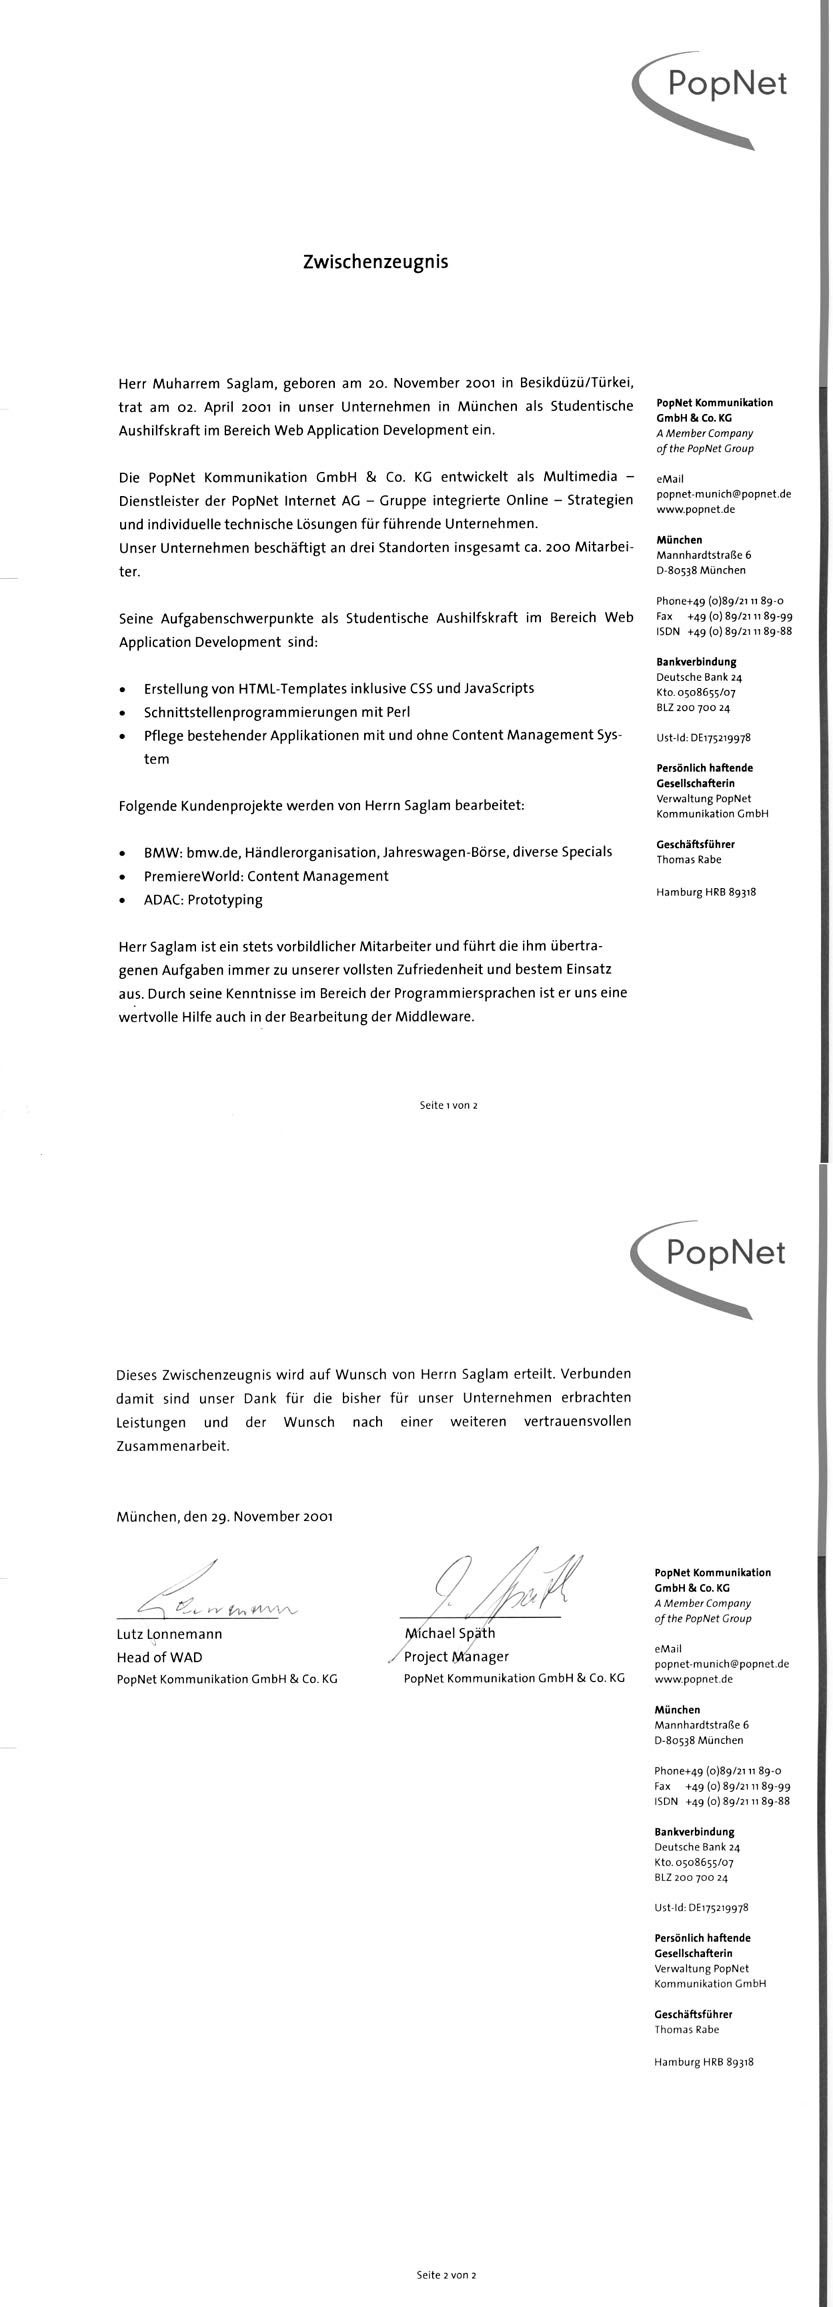 PopNet
Zwischenzeugnis
Herr Muharrem Saglam, geboren am 20. November 2001 in Besikdüzü/Türkei,
trat am 02. April 2001 in unser Unternehmen in München als Studentische
Aushilfskraft im Bereich Web Application Development ein.
Die PopNet Kommunikation GmbH & Co. KG entwickelt als Multimedia –
Dienstleister der PopNet Internet AG – Gruppe integrierte Online – Strategien
und individuelle technische Lösungen für führende Unternehmen.
Unser Unternehmen beschäftigt an drei Standorten insgesamt ca. 200 Mitarbei-
ter.
Seine Aufgabenschwerpunkte als Studentische Aushilfskraft im Bereich Web
Application Development sind:
• Erstellung von HTML-Templates inklusive CSS und JavaScripts
• Schnittstellenprogrammierungen mit Perl
• Pflege bestehender Applikationen mit und ohne Content Management Sys-
tem
Folgende Kundenprojekte werden von Herrn Saglam bearbeitet:
• BMW: bmw.de, Händlerorganisation, Jahreswagen-Börse, diverse Specials
• PremiereWorld: Content Management
• ADAC: Prototyping
Herr Saglam ist ein stets vorbildlicher Mitarbeiter und führt die ihm übertra-
genen Aufgaben immer zu unserer vollsten Zufriedenheit und bestem Einsatz
aus. Durch seine Kenntnisse im Bereich der Programmiersprachen ist er uns eine
wertvolle Hilfe auch in der Bearbeitung der Middleware.
PopNet Kommunikation
GmbH & Co. KG
A Member Company
of the PopNet Group
eMail
popnet-munich@popnet.de
www.popnet.de
München
Mannhardtstraße 6
D-80538 München
Phone+49 (0)89/21 11 89-0
Fax +49 (0) 89/21 11 89-99
ISDN +49 (0) 89/21 11 89-88
Bankverbindung
Deutsche Bank 24
Kto. 0508655/07
BLZ 200 700 24
Ust-Id: DE175219978
Persönlich haftende
Gesellschafterin
Verwaltung PopNet
Kommunikation GmbH
Geschäftsführer
Thomas Rabe
Hamburg HRB 89318
Seite 1 von 2
PopNet
Dieses Zwischenzeugnis wird auf Wunsch von Herrn Saglam erteilt. Verbunden
damit sind unser Dank für die bisher für unser Unternehmen erbrachten
Leistungen und der Wunsch nach einer weiteren vertrauensvollen
Zusammenarbeit.
München, den 29. November 2001
Lutz Lonnemann
Head of WAD
PopNet Kommunikation GmbH & Co. KG
Michael Späth
Project Manager
PopNet Kommunikation GmbH & Co. KG
PopNet Kommunikation
GmbH & Co. KG
A Member Company
of the PopNet Group
eMail
popnet-munich@popnet.de
www.popnet.de
München
Mannhardtstraße 6
D-80538 München
Phone+49 (0)89/21 11 89-0
Fax +49 (0) 89/21 11 89-99
ISDN +49 (0) 89/21 11 89-88
Bankverbindung
Deutsche Bank 24
Kto. 0508655/07
BLZ 200 700 24
Ust-Id: DE175219978
Persönlich haftende
Gesellschafterin
Verwaltung PopNet
Kommunikation GmbH
Geschäftsführer
Thomas Rabe
Hamburg HRB 89318
Seite 2 von 2